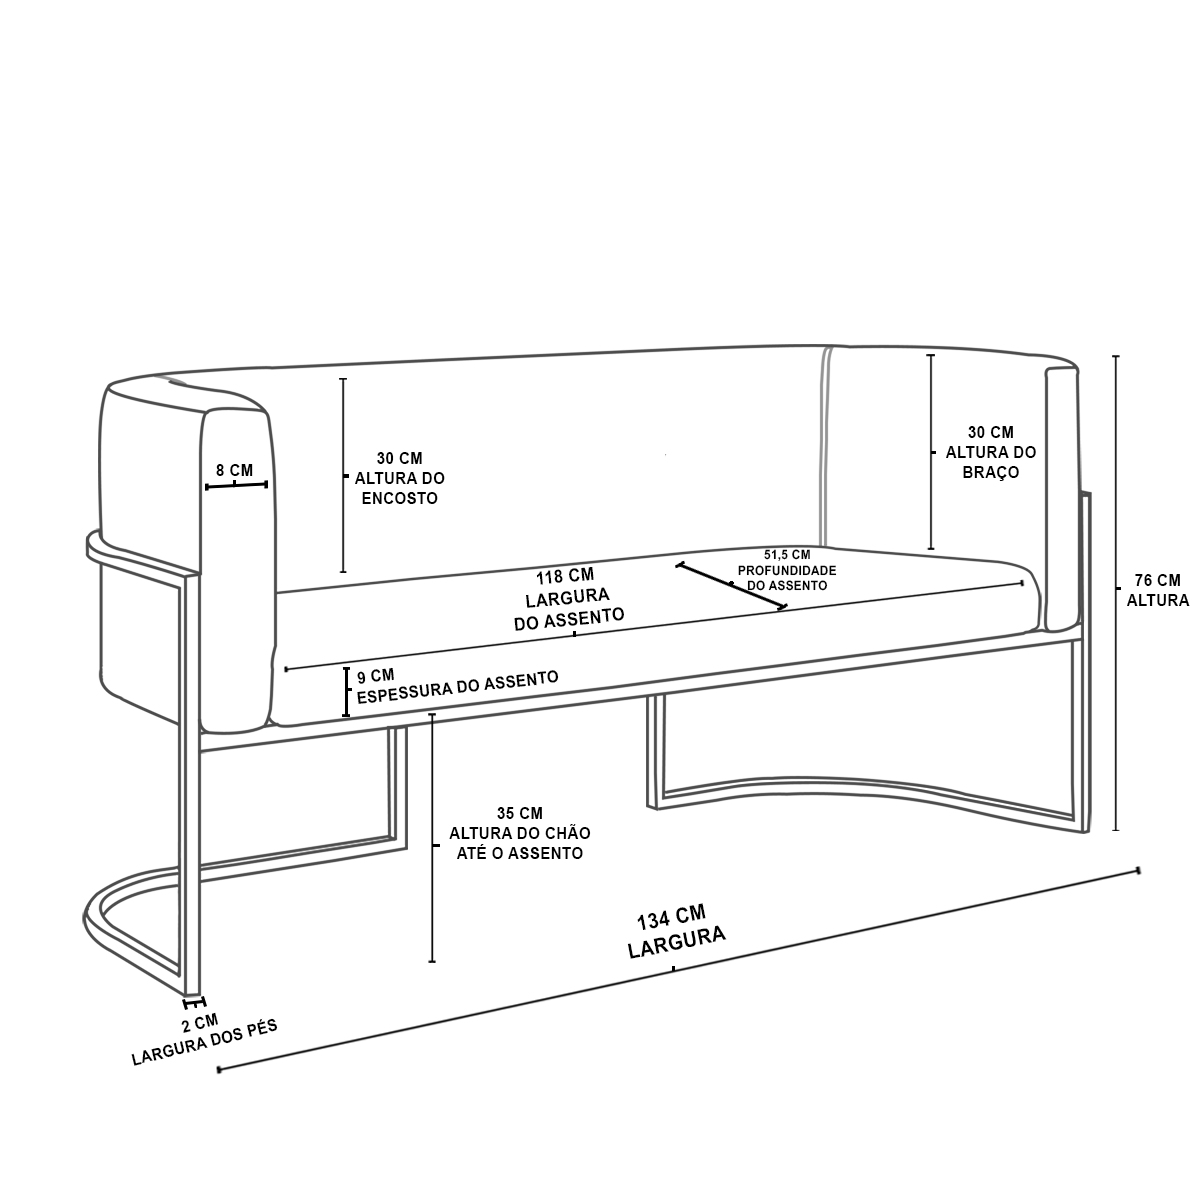 8 CM
30 CM
ALTURA DO
ENCOSTO
30 CM
ALTURA DO
BRAÇO
118 CM
LARGURA
DO ASSENTO
51,5 CM
PROFUNDIDADE
DO ASSENTO
76 CM
ALTURA
9 CM
ESPESSURA DO ASSENTO
35 CM
ALTURA DO CHÃO
ATÉ O ASSENTO
134 CM
LARGURA
2 CM
LARGURA DOS PÉS